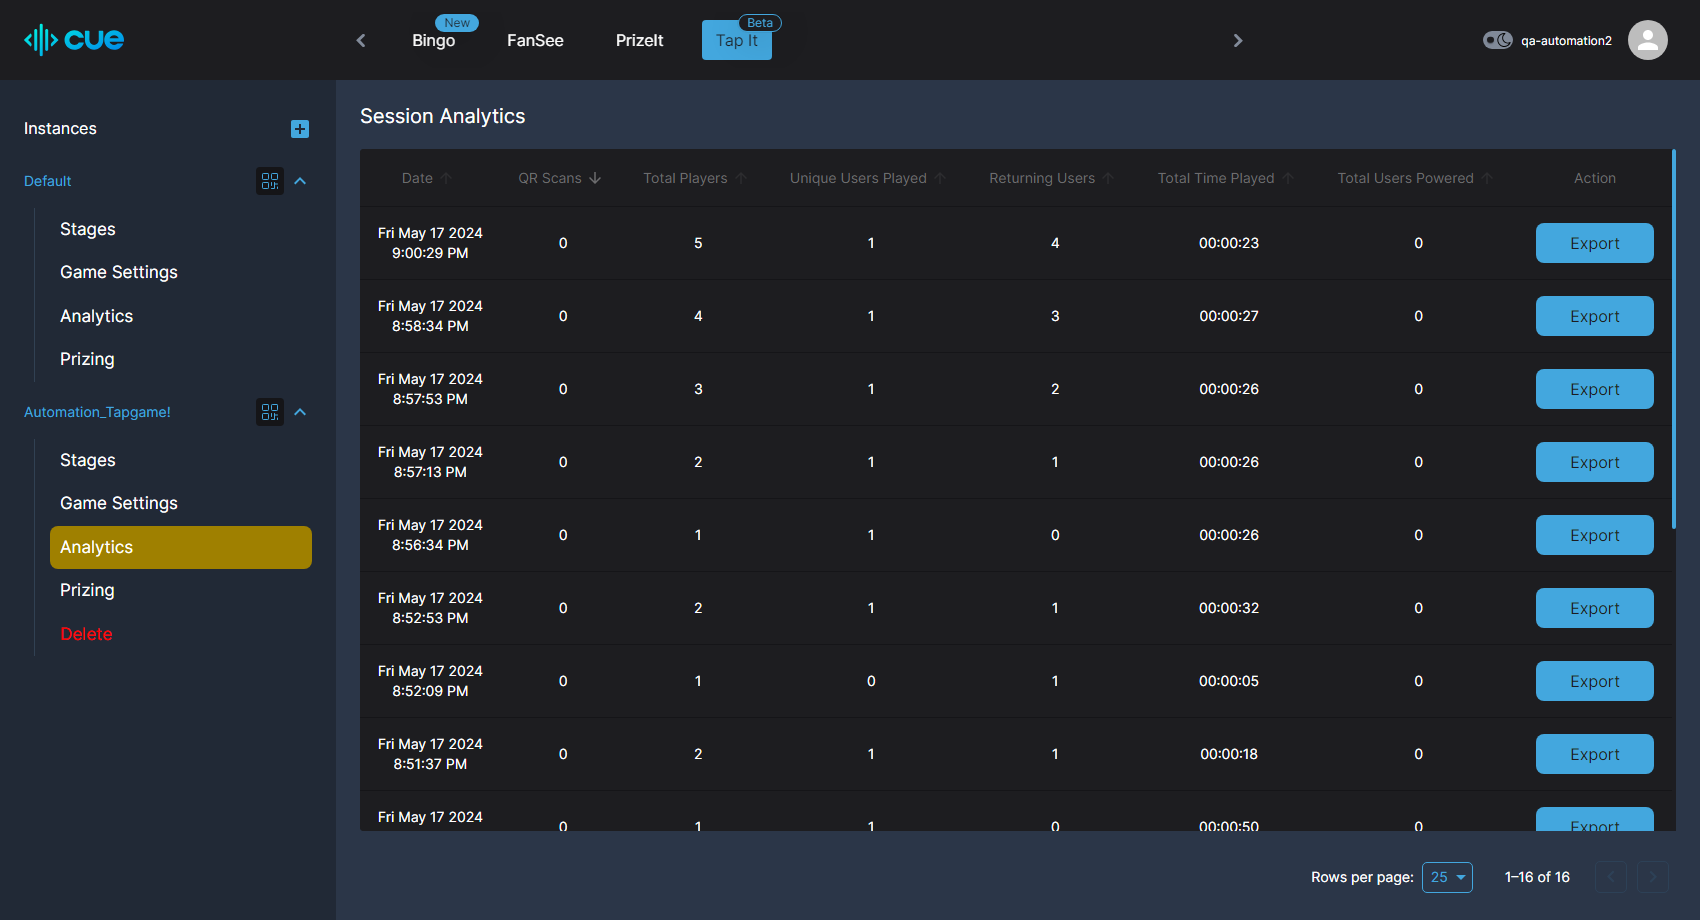 cue
New
Bingo
FanSee
PrizeIt
Beta
Tap It
qa-automation2
Instances
Default
Stages
Game Settings
Analytics
Prizing
Automation_Tapgame!
Stages
Game Settings
Analytics
Prizing
Delete
Session Analytics
Date QR Scans Total Players Unique Users Played Returning Users Total Time Played Total Users Powered Action
Fri May 17 2024
9:00:29 PM 0 5 1 4 00:00:23 0 Export
Fri May 17 2024
8:58:34 PM 0 4 1 3 00:00:27 0 Export
Fri May 17 2024
8:57:53 PM 0 3 1 2 00:00:26 0 Export
Fri May 17 2024
8:57:13 PM 0 2 1 1 00:00:26 0 Export
Fri May 17 2024
8:56:34 PM 0 1 1 0 00:00:26 0 Export
Fri May 17 2024
8:52:53 PM 0 2 1 1 00:00:32 0 Export
Fri May 17 2024
8:52:09 PM 0 1 0 1 00:00:05 0 Export
Fri May 17 2024
8:51:37 PM 0 2 1 1 00:00:18 0 Export
Fri May 17 2024
0 1 1 0 00:00:50 0 Export
Rows per page: 25 1–16 of 16